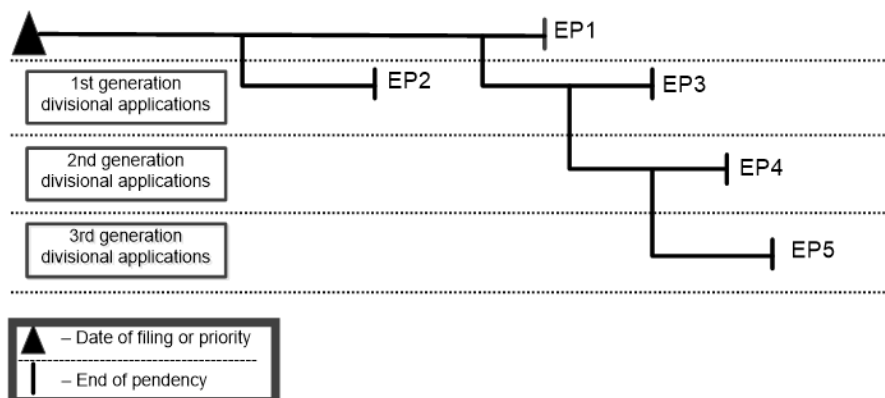 EP1
1st generation
divisional applications
EP2
EP3
2nd generation
divisional applications
EP4
3rd generation
divisional applications
EP5
– Date of filing or priority
– End of pendency